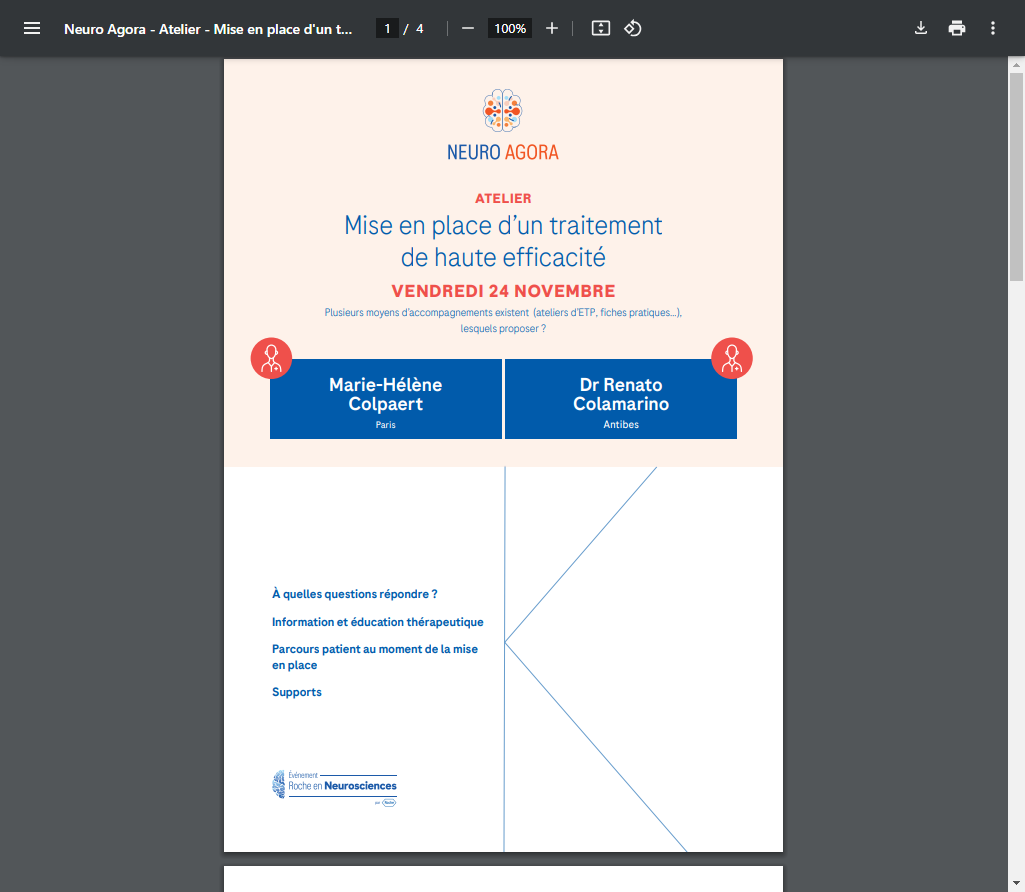 Neuro Agora - Atelier - Mise en place d'un t...
1 / 4
100%
NEURO AGORA
ATELIER
Mise en place d’un traitement
de haute efficacité
VENDREDI 24 NOVEMBRE
Plusieurs moyens d’accompagnements existent (ateliers d’ETP, fiches pratiques…),
lesquels proposer ?
Marie-Hélène
Colpaert
Paris
Dr Renato
Colamarino
Antibes
À quelles questions répondre ?
Information et éducation thérapeutique
Parcours patient au moment de la mise
en place
Supports
Événement
Roche en Neurosciences
par Roche